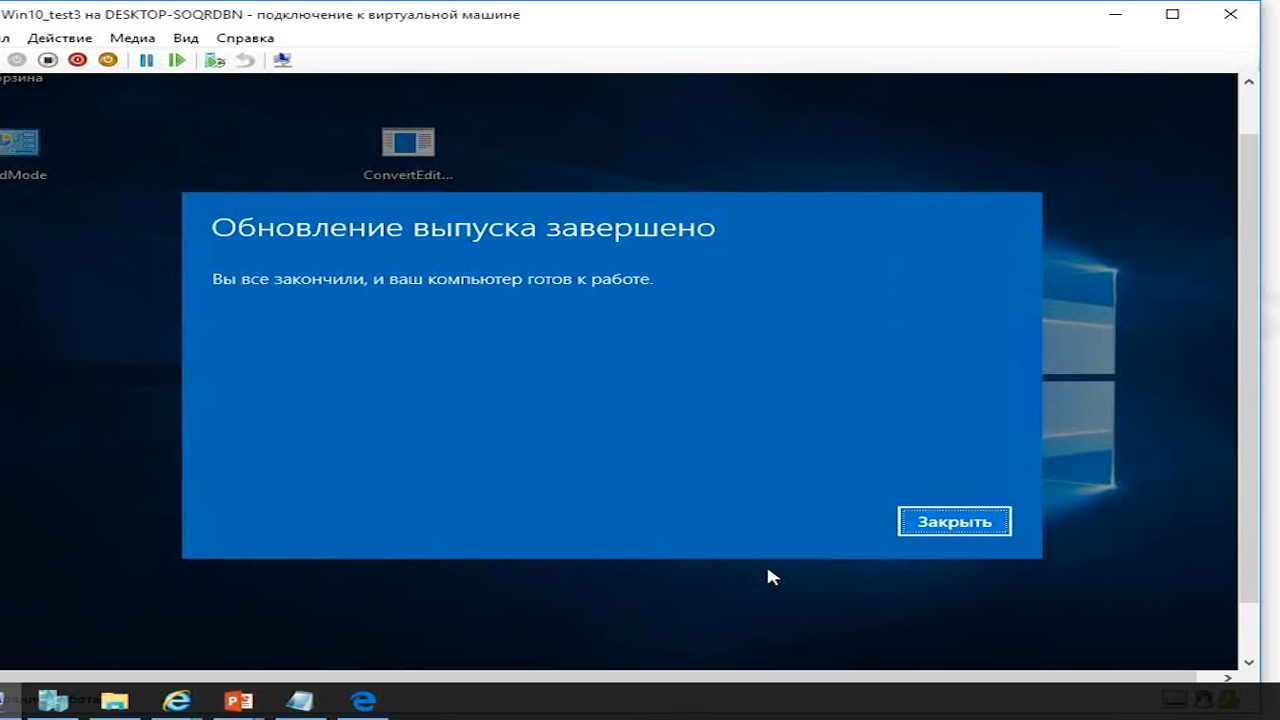 Win10_test3 на DESKTOP-SOQRDBN - подключение к виртуальной машине
Действие Медиа Вид Справка
орзина
dMode
ConvertEdit...
Обновление выпуска завершено
Вы все закончили, и ваш компьютер готов к работе.
Закрыть